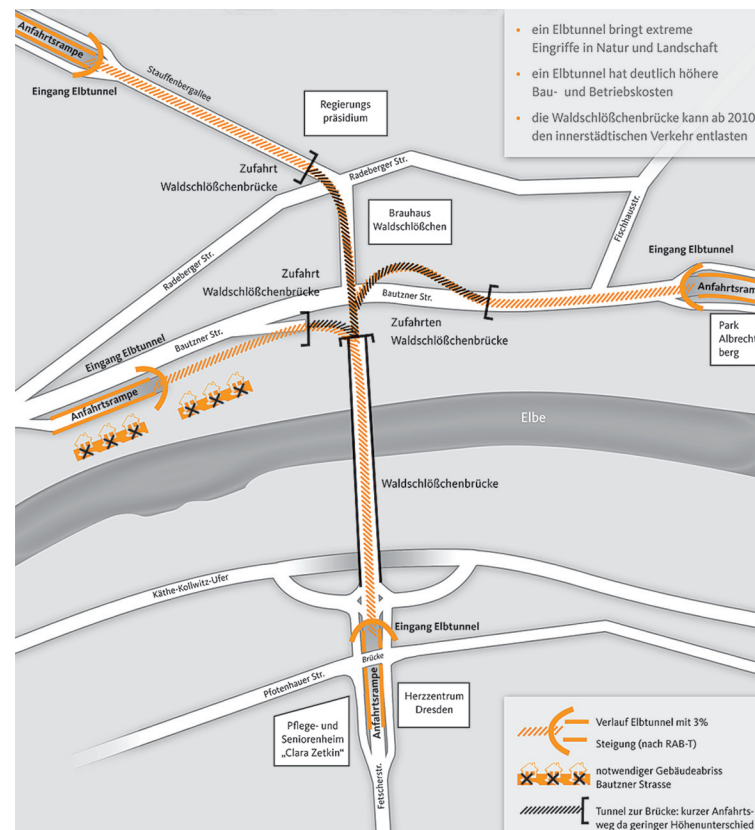 Anfahrtsrampe
Eingang Elbtunnel
Stauffenbergallee
• ein Elbtunnel bringt extreme
Eingriffe in Natur und Landschaft
• ein Elbtunnel hat deutlich höhere
Bau- und Betriebskosten
• die Waldschlößchenbrücke kann ab 2010
den innerstädtischen Verkehr entlasten
Regierungs
präsidium
Zufahrt
Waldschlößchenbrücke
Radeberger Str.
Radeberger Str.
Brauhaus
Waldschlößchen
Fischhausstr.
Eingang Elbtunnel
Anfahrtsram
Zufahrt
Waldschlößchenbrücke
Bautzner Str.
Zufahrten
Waldschlößchenbrücke
Park
Albrecht
berg
Eingang Elbtunnel
Bautzner Str.
Anfahrtsrampe
Elbe
Waldschlößchenbrücke
Käthe-Kollwitz-Ufer
Eingang Elbtunnel
Brücke
Pfotenhauer Str.
Anfahrtsrampe
Herzzentrum
Dresden
Pflege- und
Seniorenheim
„Clara Zetkin“
Fetscherstr.
Verlauf Elbtunnel mit 3%
Steigung (nach RAB-T)
notwendiger Gebäudeabriss
Bautzner Strasse
Tunnel zur Brücke: kurzer Anfahrts-
weg da geringer Höhenunterschied